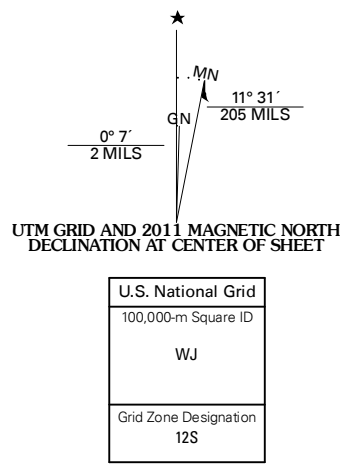 MN
GN
11° 31´
205 MILS
0° 7´
2 MILS
UTM GRID AND 2011 MAGNETIC NORTH
DECLINATION AT CENTER OF SHEET
U.S. National Grid
100,000-m Square ID
WJ
Grid Zone Designation
12S